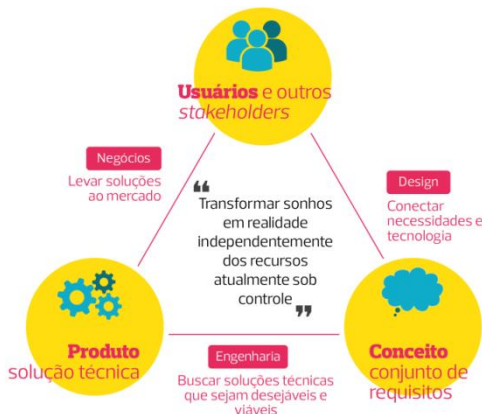 Usuários e outros
stakeholders
Negócios
Levar soluções
ao mercado
Design
Conectar
necessidades e
tecnologia
❝
Transformar sonhos
em realidade
independentemente
dos recursos
atualmente sob
controle
❞
Produto
solução técnica
Engenharia
Buscar soluções técnicas
que sejam desejáveis e
viáveis
Conceito
conjunto de
requisitos